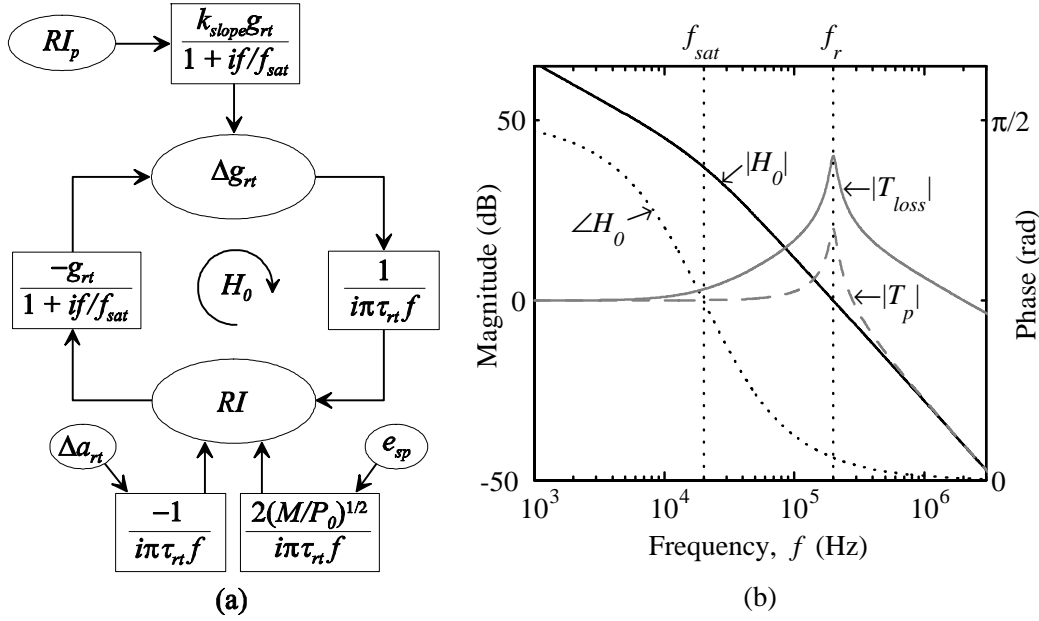 RI_p
k_slope g_rt
1 + if/f_sat
Δg_rt
−g_rt
1 + if/f_sat
H_0
1
iπτ_rt f
RI
Δa_rt
e_sp
−1
iπτ_rt f
2(M/P_0)^1/2
iπτ_rt f
(a)
f_sat
f_r
50
0
-50
Magnitude (dB)
|H_0|
∠H_0
|T_loss|
|T_p|
π/2
0
Phase (rad)
10^3
10^4
10^5
10^6
Frequency, f (Hz)
(b)